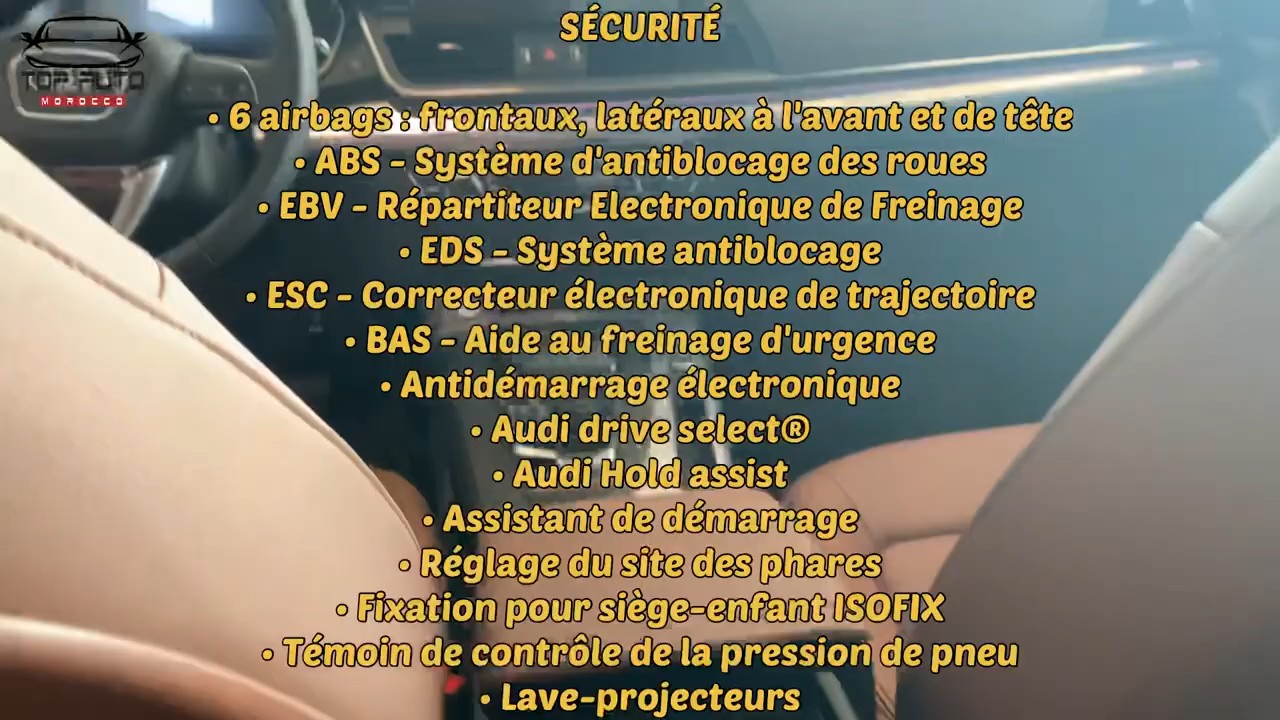 SÉCURITÉ
TOP AUTO
MOROCCO
• 6 airbags : frontaux, latéraux à l'avant et de tête
• ABS - Système d'antiblocage des roues
• EBV - Répartiteur Electronique de Freinage
• EDS - Système antiblocage
• ESC - Correcteur électronique de trajectoire
• BAS - Aide au freinage d'urgence
• Antidémarrage électronique
• Audi drive select®
• Audi Hold assist
• Assistant de démarrage
• Réglage du site des phares
• Fixation pour siège-enfant ISOFIX
• Témoin de contrôle de la pression de pneu
• Lave-projecteurs